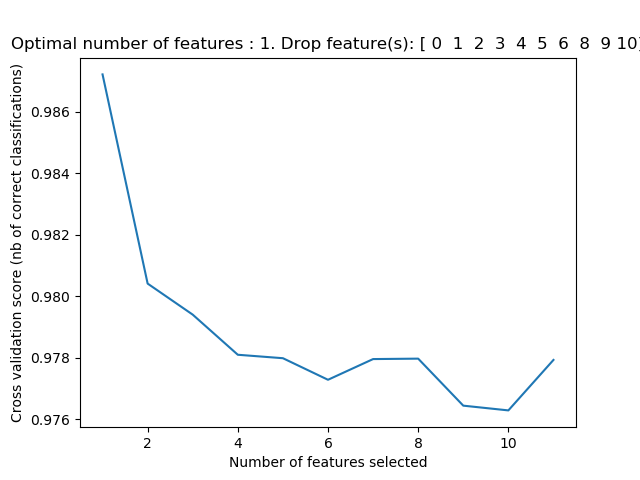 Optimal number of features : 1. Drop feature(s): [ 0 1 2 3 4 5 6 8 9 10]
Cross validation score (nb of correct classifications)
0.986
0.984
0.982
0.980
0.978
0.976
2 4 6 8 10
Number of features selected